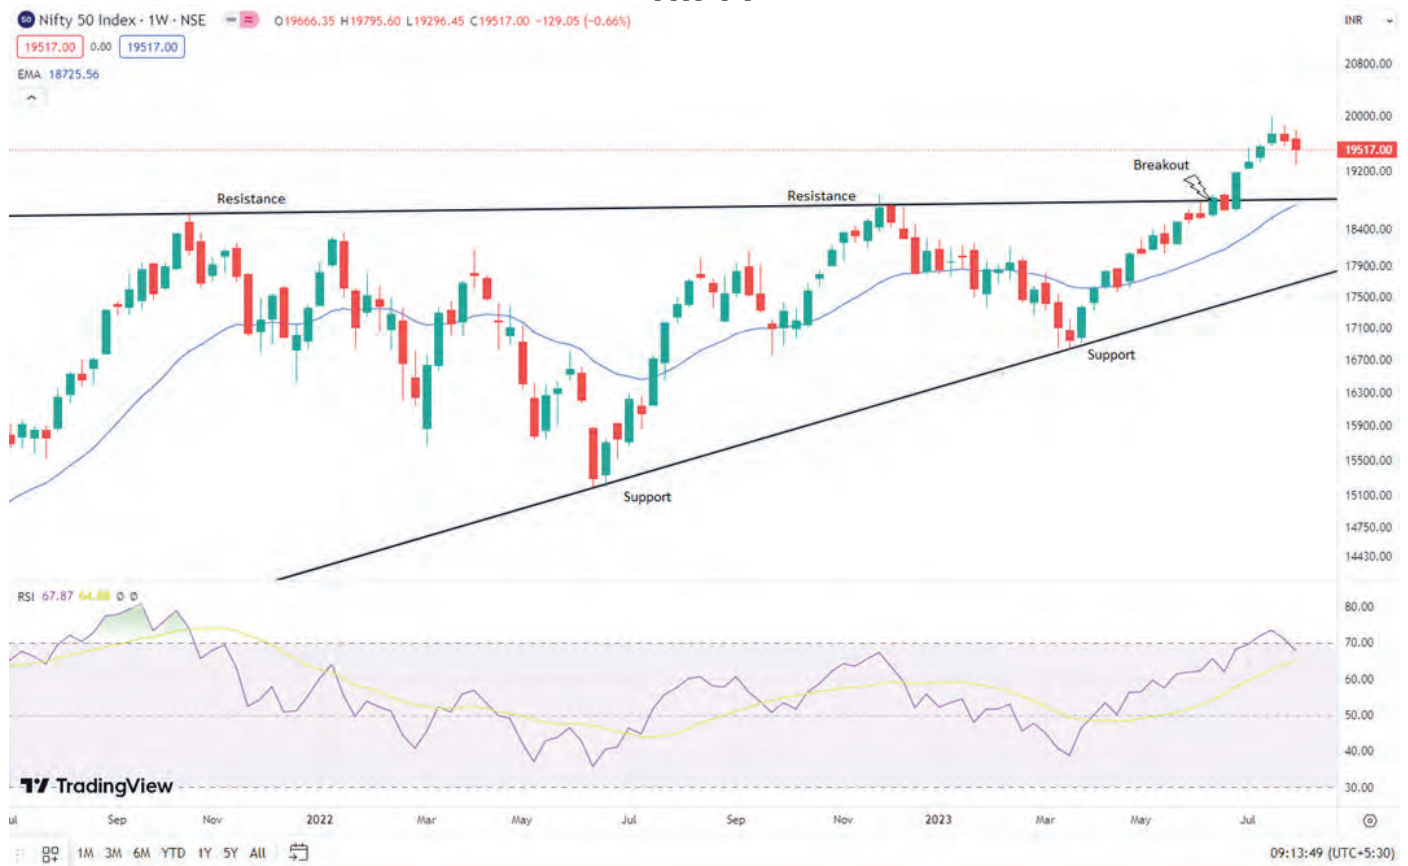 Nifty 50 Index · 1W · NSE O19666.35 H19795.60 L19296.45 C19517.00 −129.05 (−0.66%)
INR
19517.00 0.00 19517.00
EMA 18725.56
20800.00
20000.00
19517.00
19200.00
18400.00
17900.00
17500.00
17100.00
16700.00
16300.00
15900.00
15500.00
15100.00
14750.00
14430.00
Breakout
Resistance
Resistance
Support
Support
RSI 67.87 64.88 Ø Ø
80.00
70.00
60.00
50.00
40.00
30.00
TradingView
Sep Nov 2022 Mar May Jul Sep Nov 2023 Mar May Jul
1M 3M 6M YTD 1Y 5Y All
09:13:49 (UTC+5:30)